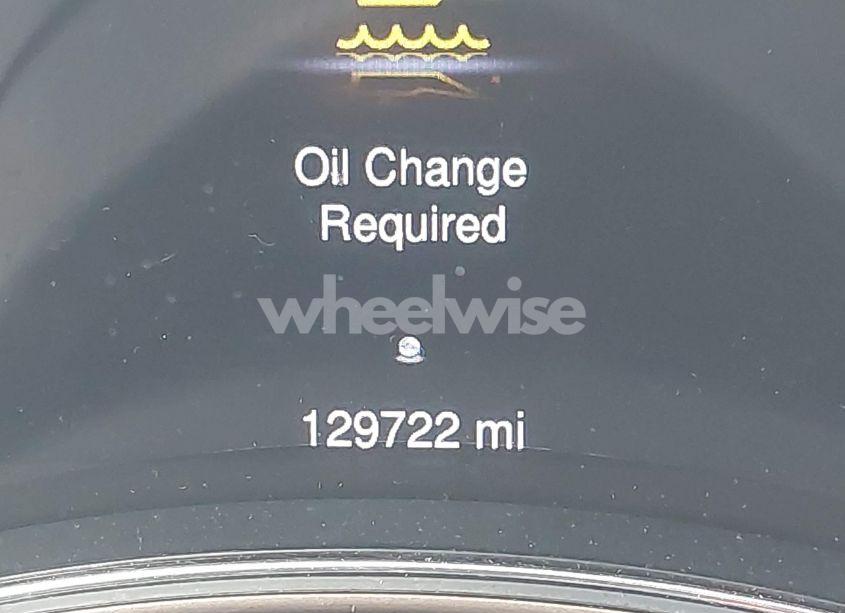 Oil Change
Required
wheelwise
129722 mi